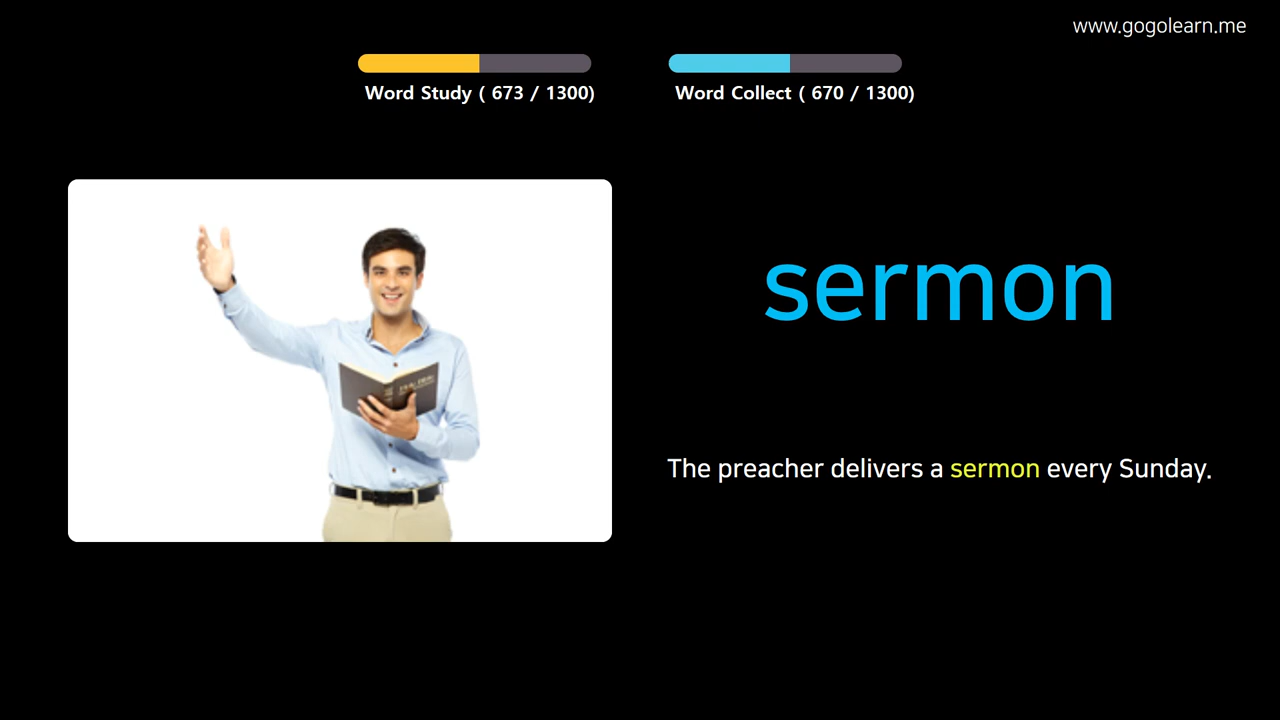 www.gogolearn.me
Word Study ( 673 / 1300)
Word Collect ( 670 / 1300)
sermon
The preacher delivers a sermon every Sunday.